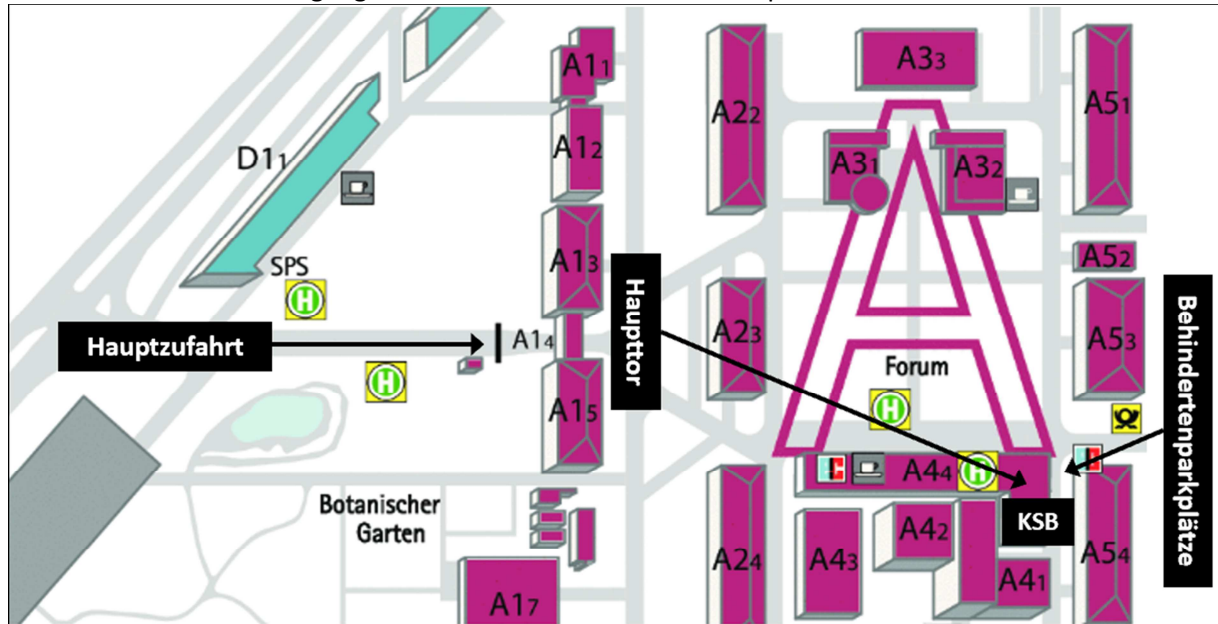 A11
A33
A22
A51
A12
D11
A31
A32
A13
A52
SPS
H
Haupttor
Behindertenparkplätze
Hauptzufahrt
A14
A23
A53
Forum
H
H
A15
A44
H
KSB
Botanischer
Garten
A42
A24
A43
A54
A41
A17